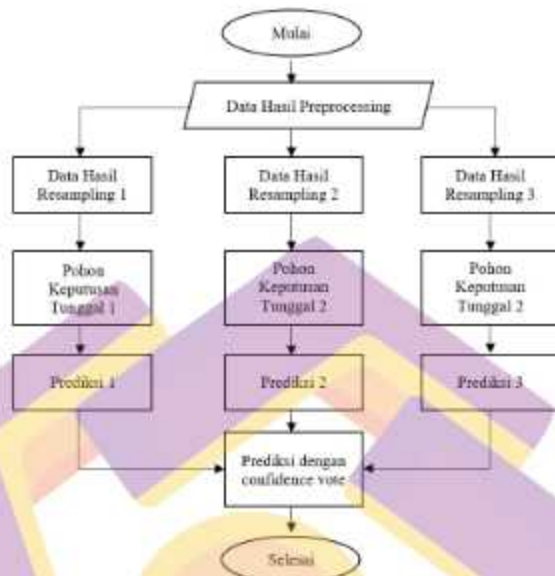 Mulai
Data Hasil Preprocessing
Data Hasil
Resampling 1
Data Hasil
Resampling 2
Data Hasil
Resampling 3
Pohon
Keputusan
Tunggal 1
Pohon
Keputusan
Tunggal 2
Pohon
Keputusan
Tunggal 2
Prediksi 1
Prediksi 2
Prediksi 3
Prediksi dengan
confidence vote
Selesai